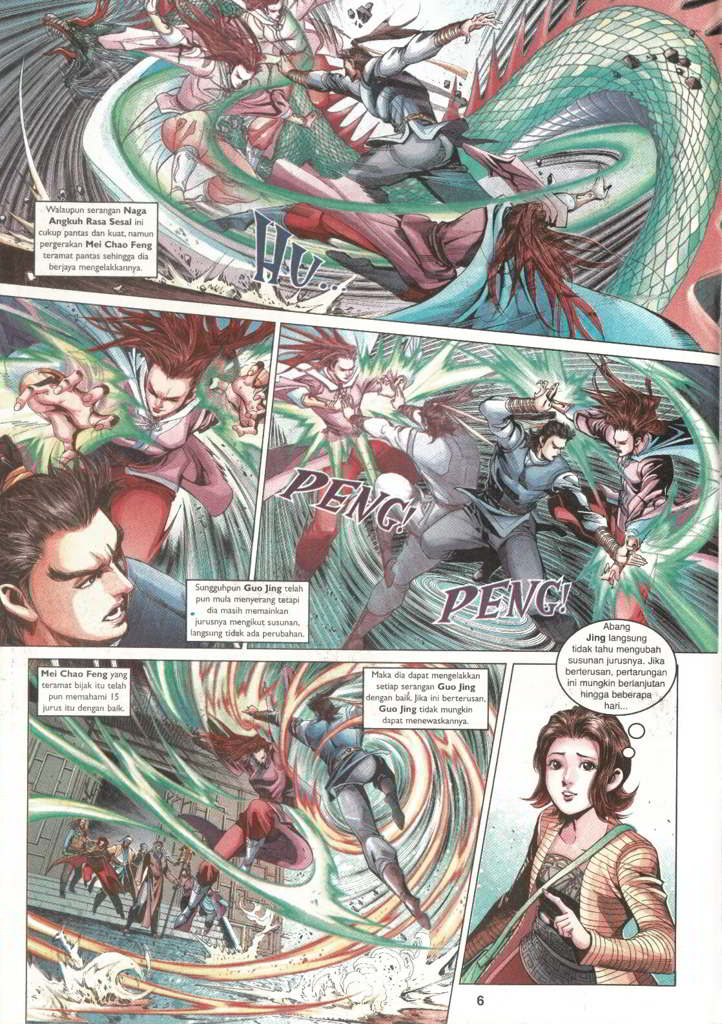 Walaupun serangan Naga
Angkuh Rasa Sesal ini
cukup pantas dan kuat, namun
pergerakan Mei Chao Feng
teramat pantas sehingga dia
berjaya mengelakkannya.
HU...
PENG!
PENG!
Sungguhpun Guo Jing telah
pun mula menyerang tetapi
dia masih memainkan
jurusnya mengikut susunan,
langsung tidak ada perubahan.
Mei Chao Feng yang
teramat bijak itu telah
pun memahami 15
jurus itu dengan baik.
Maka dia dapat mengelakkan
setiap serangan Guo Jing
dengan baik. Jika ini berterusan,
Guo Jing tidak mungkin
dapat menewaskannya.
Abang
Jing langsung
tidak tahu mengubah
susunan jurusnya. Jika
berterusan, pertarungan
ini mungkin berlanjutan
hingga beberapa
hari...
6